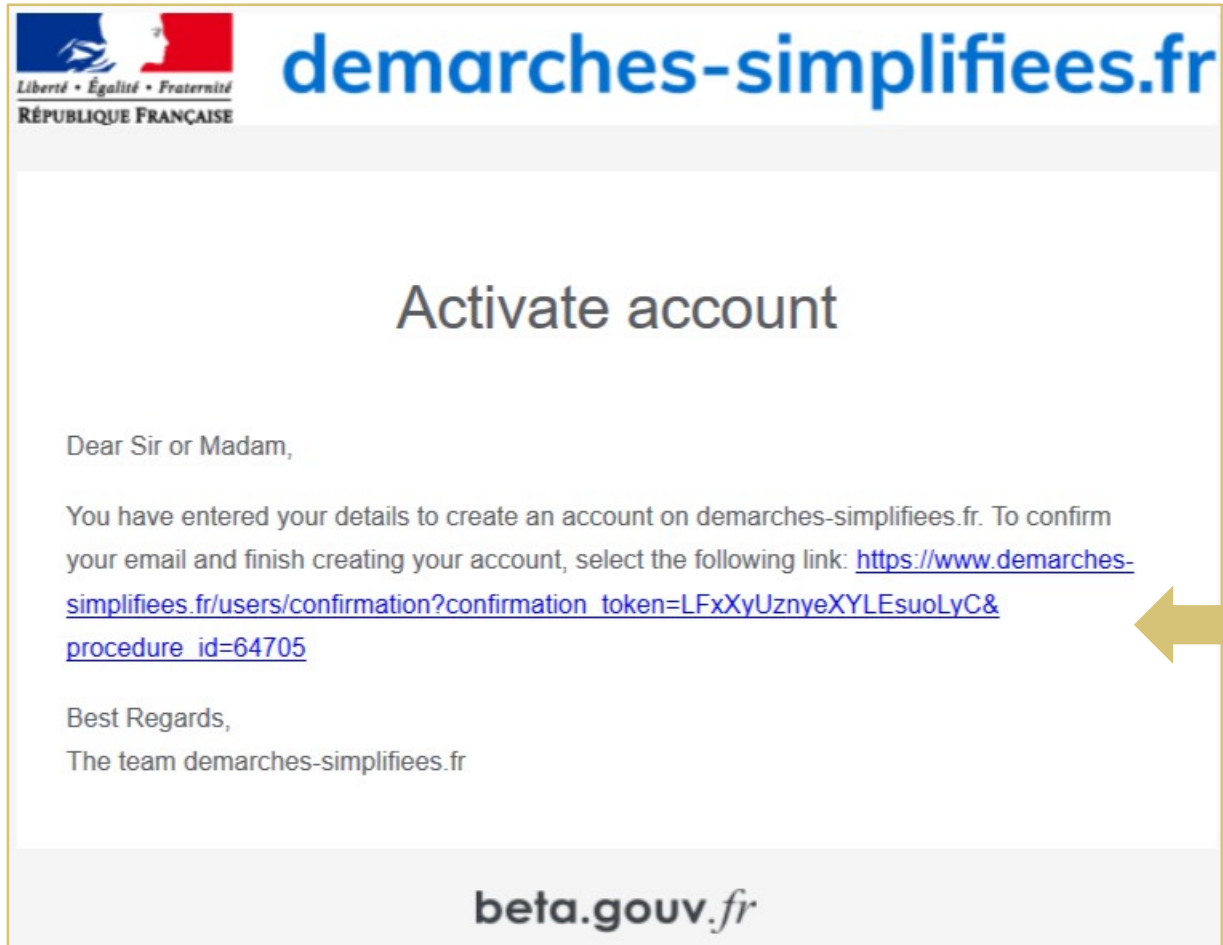 demarches-simplifiees.fr
Liberté • Égalité • Fraternité
RÉPUBLIQUE FRANÇAISE
Activate account
Dear Sir or Madam,
You have entered your details to create an account on demarches-simplifiees.fr. To confirm
your email and finish creating your account, select the following link: https://www.demarches-
simplifiees.fr/users/confirmation?confirmation_token=LFxXyUznyeXYLEsuoLyC&
procedure_id=64705
Best Regards,
The team demarches-simplifiees.fr
beta.gouv.fr